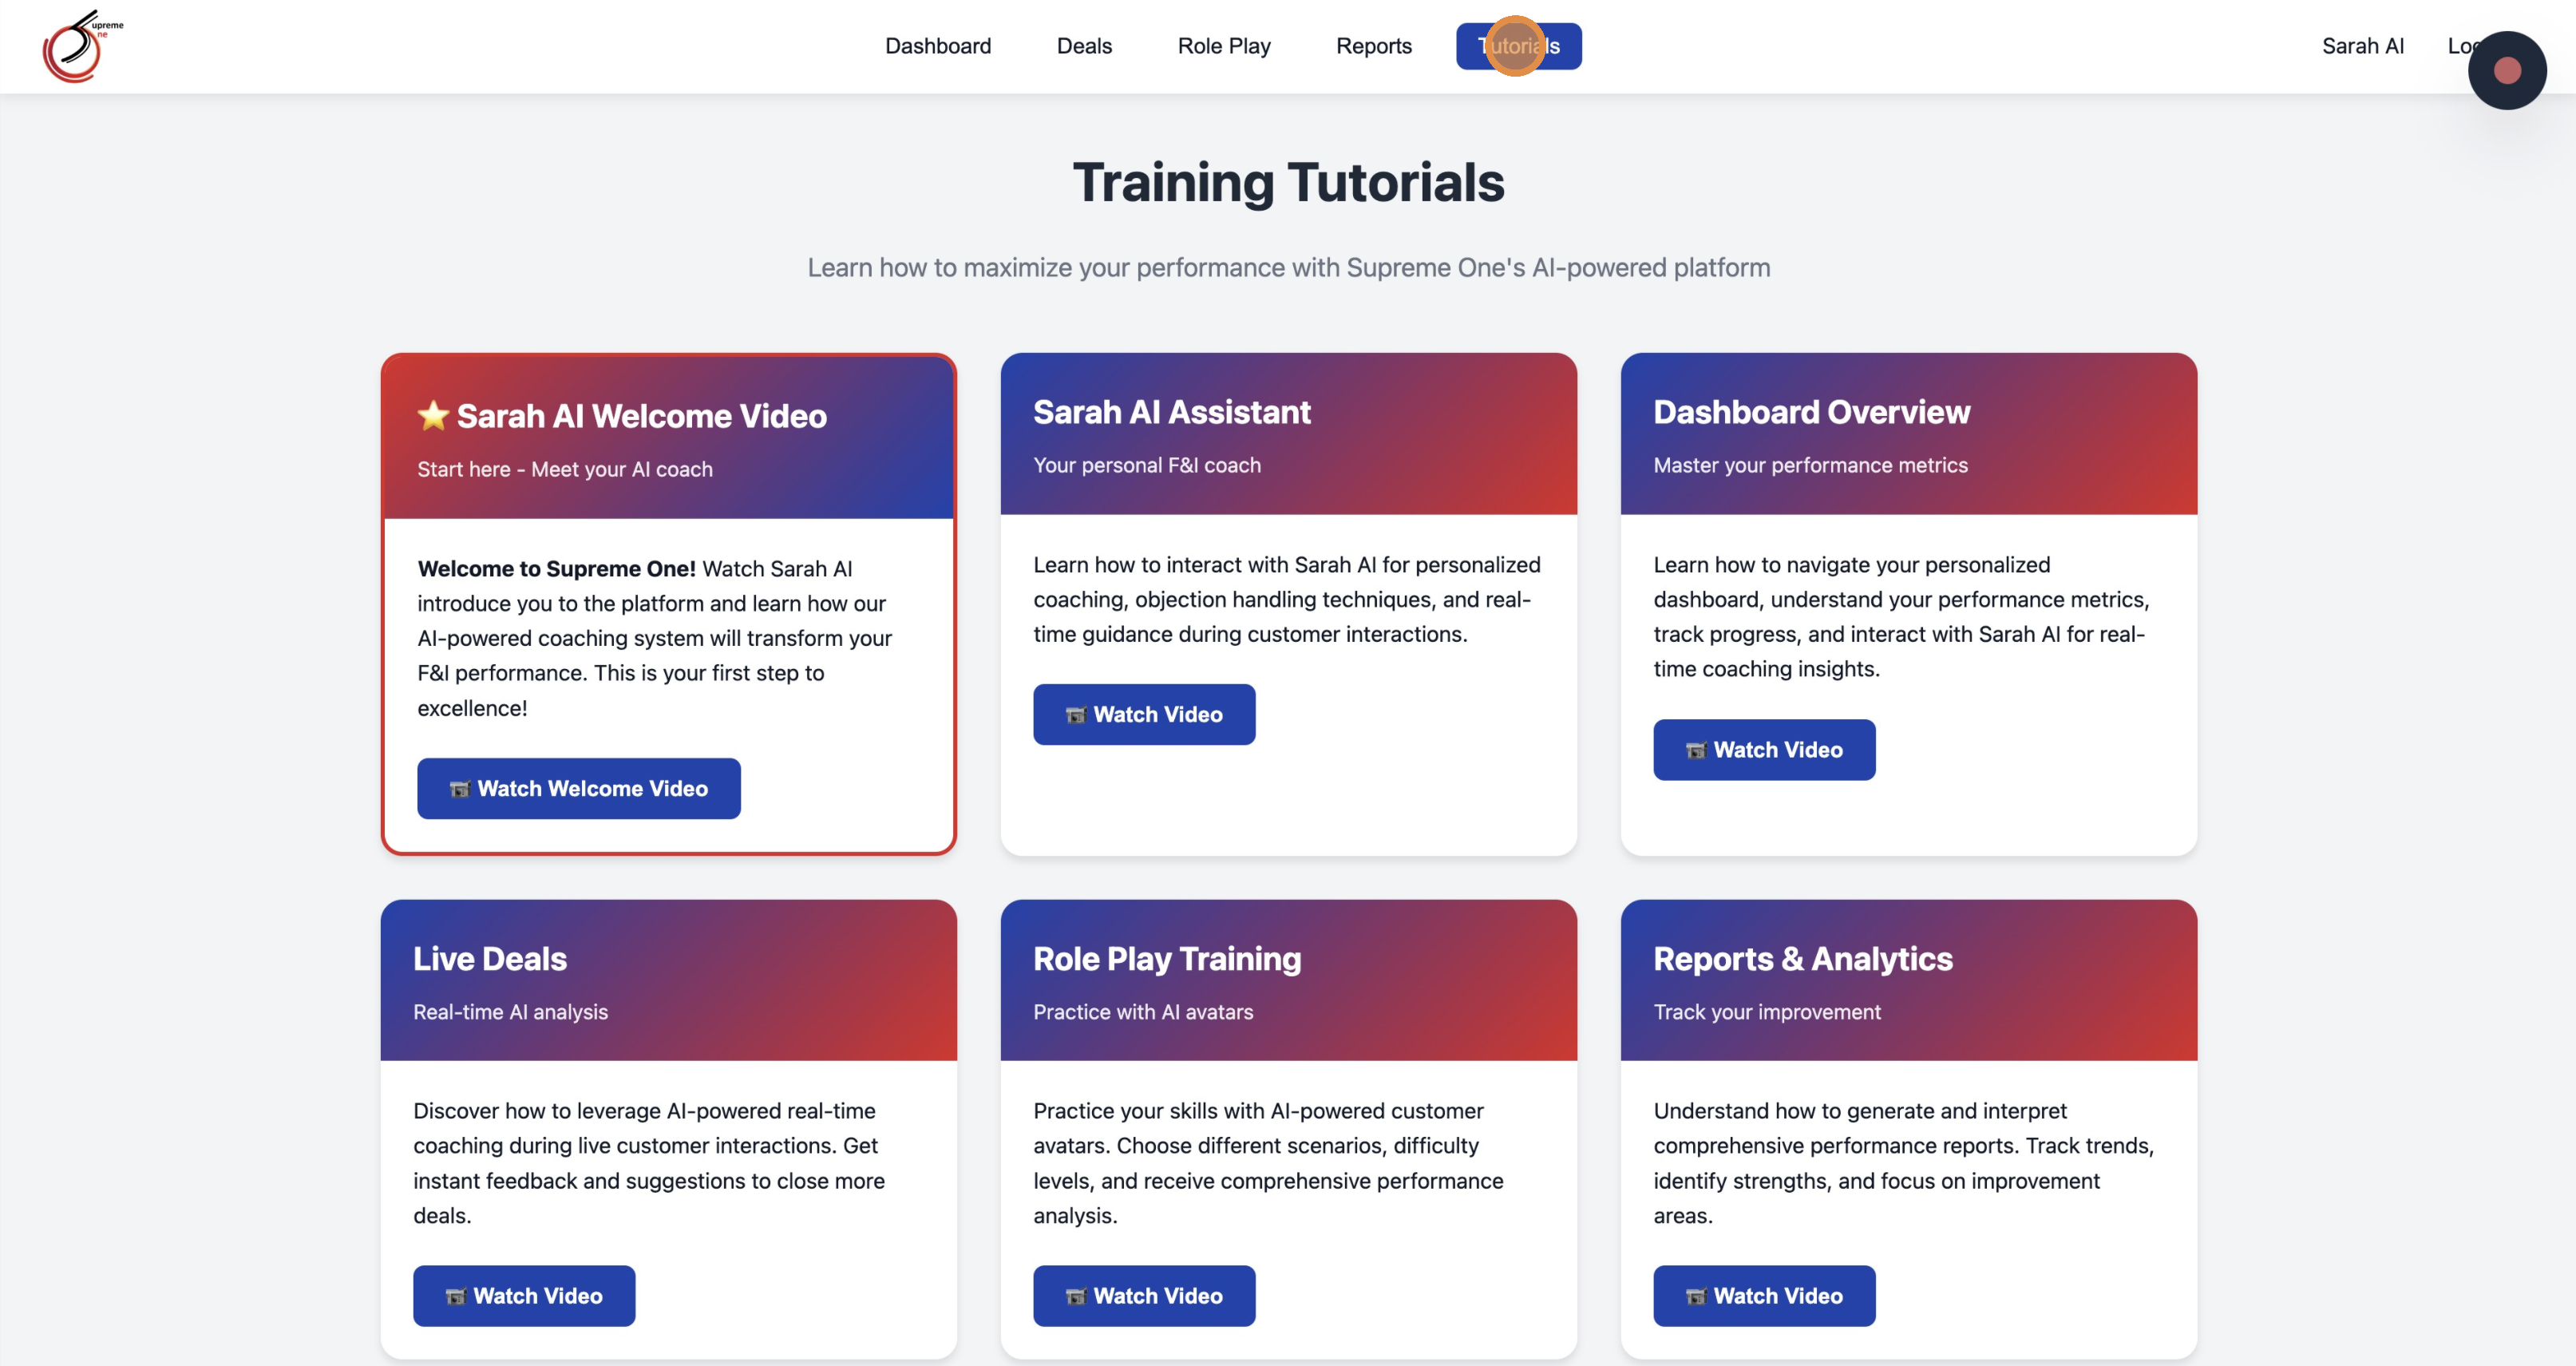 upreme
ne
Dashboard
Deals
Role Play
Reports
Tutorials
Sarah AI
Training Tutorials
Learn how to maximize your performance with Supreme One's AI-powered platform
⭐ Sarah AI Welcome Video
Start here - Meet your AI coach
Welcome to Supreme One! Watch Sarah AI
introduce you to the platform and learn how our
AI-powered coaching system will transform your
F&I performance. This is your first step to
excellence!
Watch Welcome Video
Sarah AI Assistant
Your personal F&I coach
Learn how to interact with Sarah AI for personalized
coaching, objection handling techniques, and real-
time guidance during customer interactions.
Watch Video
Dashboard Overview
Master your performance metrics
Learn how to navigate your personalized
dashboard, understand your performance metrics,
track progress, and interact with Sarah AI for real-
time coaching insights.
Watch Video
Live Deals
Real-time AI analysis
Discover how to leverage AI-powered real-time
coaching during live customer interactions. Get
instant feedback and suggestions to close more
deals.
Watch Video
Role Play Training
Practice with AI avatars
Practice your skills with AI-powered customer
avatars. Choose different scenarios, difficulty
levels, and receive comprehensive performance
analysis.
Watch Video
Reports & Analytics
Track your improvement
Understand how to generate and interpret
comprehensive performance reports. Track trends,
identify strengths, and focus on improvement
areas.
Watch Video